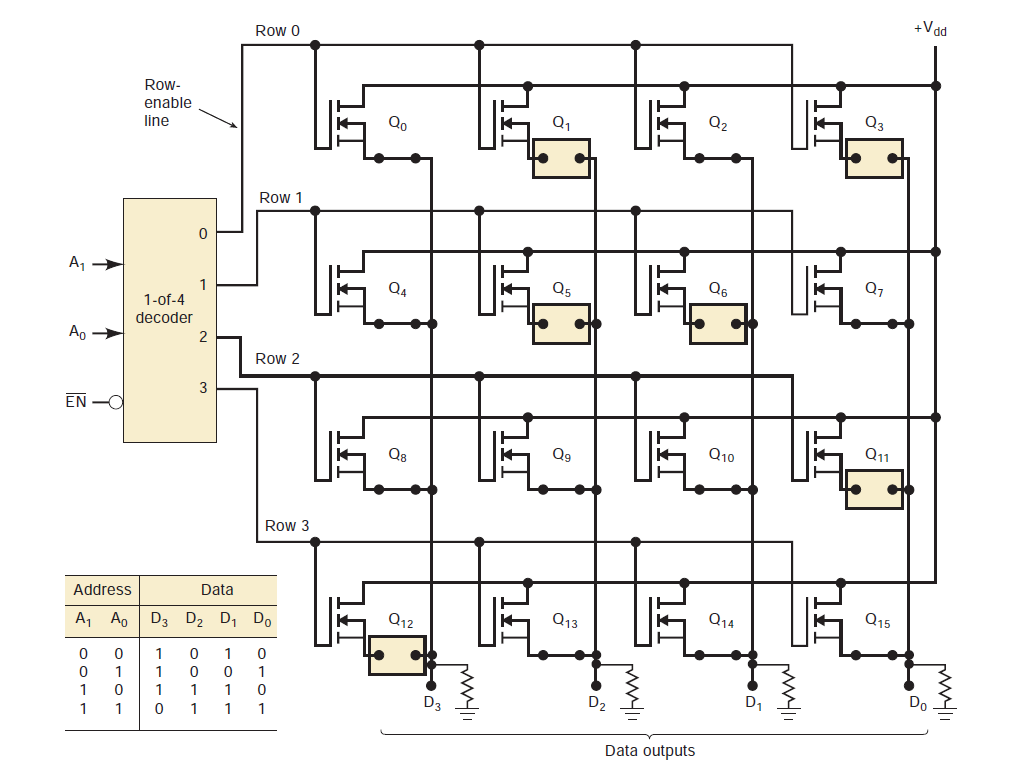 Row 0
+Vdd
Row-
enable
line
Q0
Q1
Q2
Q3
Row 1
0
A1
1
1-of-4
decoder
Q4
Q5
Q6
Q7
A0
2
Row 2
3
E̅N̅
Q8
Q9
Q10
Q11
Row 3
Address Data
A1 A0 D3 D2 D1 D0
0 0 1 0 1 0
0 1 1 0 0 1
1 0 1 1 1 0
1 1 0 1 1 1
Q12
Q13
Q14
Q15
D3
D2
D1
D0
Data outputs